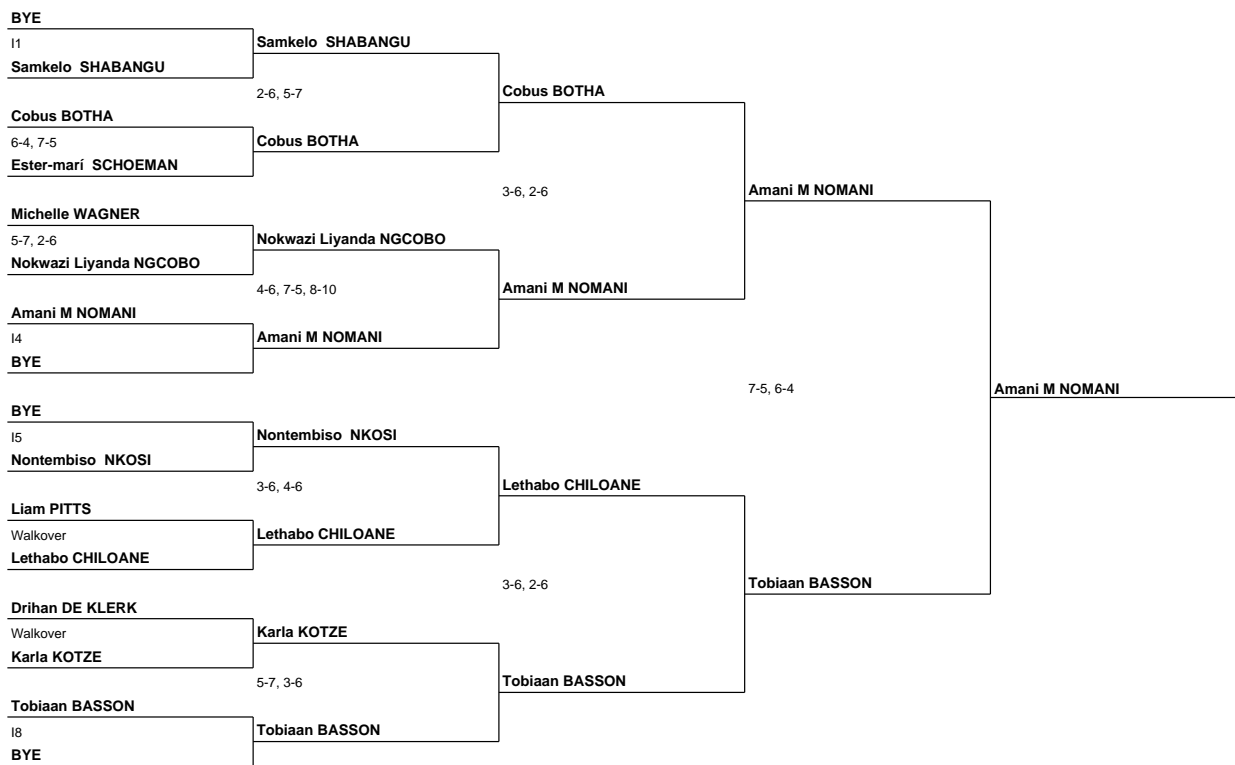 BYE
I1
Samkelo SHABANGU
Samkelo SHABANGU
2-6, 5-7
Cobus BOTHA
Cobus BOTHA
6-4, 7-5
Cobus BOTHA
Ester-marí SCHOEMAN
3-6, 2-6
Amani M NOMANI
Michelle WAGNER
5-7, 2-6
Nokwazi Liyanda NGCOBO
Nokwazi Liyanda NGCOBO
4-6, 7-5, 8-10
Amani M NOMANI
Amani M NOMANI
I4
Amani M NOMANI
BYE
7-5, 6-4
Amani M NOMANI
BYE
I5
Nontembiso NKOSI
Nontembiso NKOSI
3-6, 4-6
Lethabo CHILOANE
Liam PITTS
Walkover
Lethabo CHILOANE
Lethabo CHILOANE
3-6, 2-6
Tobiaan BASSON
Drihan DE KLERK
Walkover
Karla KOTZE
Karla KOTZE
5-7, 3-6
Tobiaan BASSON
Tobiaan BASSON
I8
Tobiaan BASSON
BYE